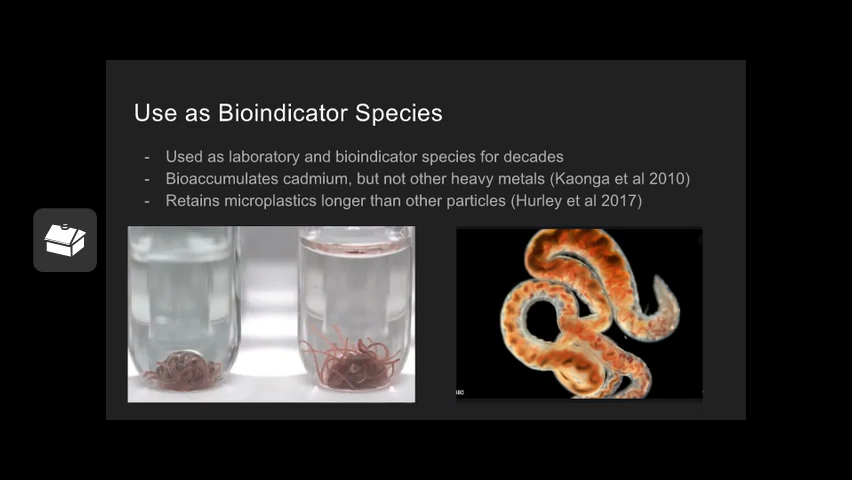 Use as Bioindicator Species
- Used as laboratory and bioindicator species for decades
- Bioaccumulates cadmium, but not other heavy metals (Kaonga et al 2010)
- Retains microplastics longer than other particles (Hurley et al 2017)